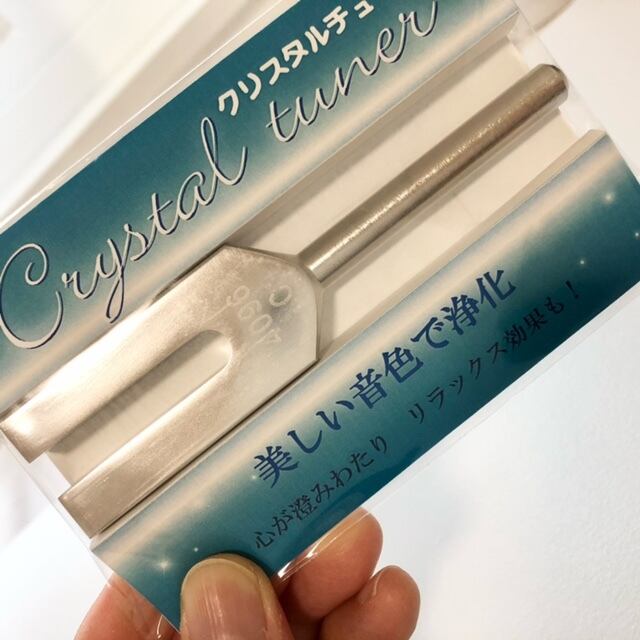 クリスタルチュ
Crystal tuner
4096
C
美しい音色で浄化
心が澄みわたり リラックス効果も!